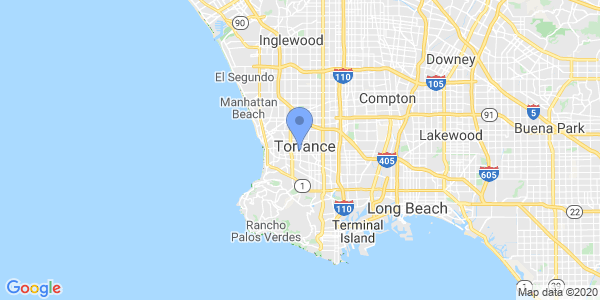 90
Inglewood
Downey
110
El Segundo
105
Compton
Manhattan
Beach
91
5
Buena Park
Lakewood
Torrance
405
605
1
110
Long Beach
22
Rancho
Palos Verdes
Terminal
Island
1
Google
Map data ©2020